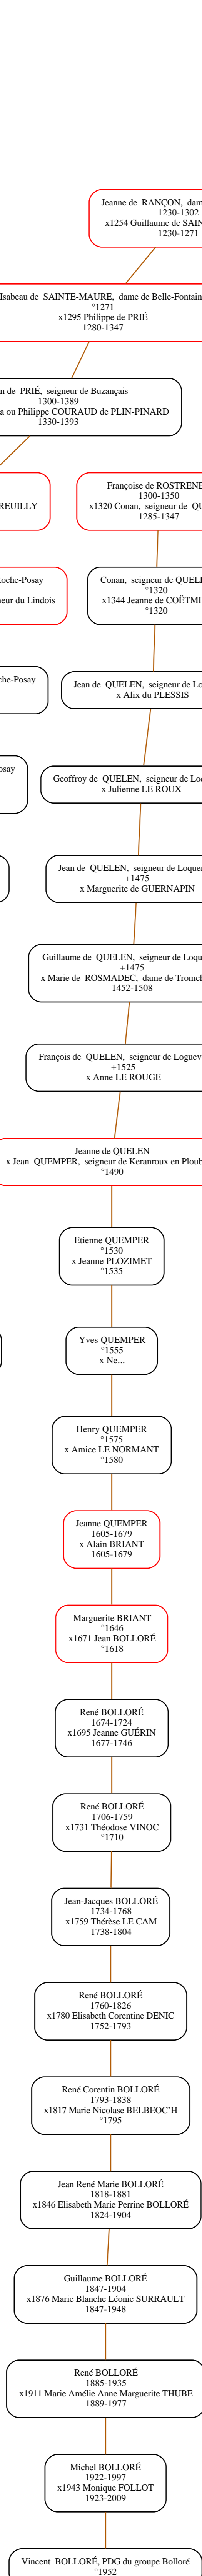 Jeanne de RANÇON, dam
1230-1302
x1254 Guillaume de SAIN
1230-1271
Isabeau de SAINTE-MAURE, dame de Belle-Fontain
°1271
x1295 Philippe de PRIÉ
1280-1347
n de PRIÉ, seigneur de Buzançais
1300-1389
a ou Philippe COURAUD de PLIN-PINARD
1330-1393
REUILLY
Françoise de ROSTRENE
1300-1350
x1320 Conan, seigneur de QU
1285-1347
Roche-Posay
neur du Lindois
Conan, seigneur de QUEL
°1320
x1344 Jeanne de COËTME
°1320
che-Posay
Jean de QUELEN, seigneur de Lo
x Alix du PLESSIS
osay
Geoffroy de QUELEN, seigneur de Loc
x Julienne LE ROUX
Jean de QUELEN, seigneur de Loquer
+1475
x Marguerite de GUERNAPIN
Guillaume de QUELEN, seigneur de Loqu
+1475
x Marie de ROSMADEC, dame de Tromch
1452-1508
François de QUELEN, seigneur de Loguev
+1525
x Anne LE ROUGE
Jeanne de QUELEN
x Jean QUEMPER, seigneur de Keranroux en Ploub
°1490
Etienne QUEMPER
°1530
x Jeanne PLOZIMET
°1535
Yves QUEMPER
°1555
x Ne...
Henry QUEMPER
°1575
x Amice LE NORMANT
°1580
Jeanne QUEMPER
1605-1679
x Alain BRIANT
1605-1679
Marguerite BRIANT
°1646
x1671 Jean BOLLORÉ
°1618
René BOLLORÉ
1674-1724
x1695 Jeanne GUÉRIN
1677-1746
René BOLLORÉ
1706-1759
x1731 Théodose VINOC
°1710
Jean-Jacques BOLLORÉ
1734-1768
x1759 Thérèse LE CAM
1738-1804
René BOLLORÉ
1760-1826
x1780 Elisabeth Corentine DENIC
1752-1793
René Corentin BOLLORÉ
1793-1838
x1817 Marie Nicolase BELBEOC'H
°1795
Jean René Marie BOLLORÉ
1818-1881
x1846 Elisabeth Marie Perrine BOLLORÉ
1824-1904
Guillaume BOLLORÉ
1847-1904
x1876 Marie Blanche Léonie SURRAULT
1847-1948
René BOLLORÉ
1885-1935
x1911 Marie Amélie Anne Marguerite THUBE
1889-1977
Michel BOLLORÉ
1922-1997
x1943 Monique FOLLOT
1923-2009
Vincent BOLLORÉ, PDG du groupe Bolloré
°1952